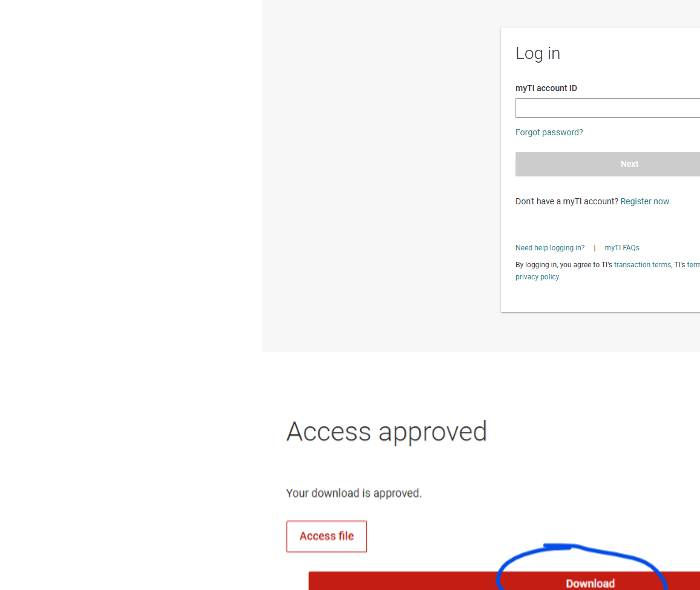 Log in
myTI account ID
Forgot password?
Next
Don't have a myTI account? Register now
Need help logging in? | myTI FAQs
By logging in, you agree to TI's transaction terms, TI's
privacy policy
Access approved
Your download is approved.
Access file
Download